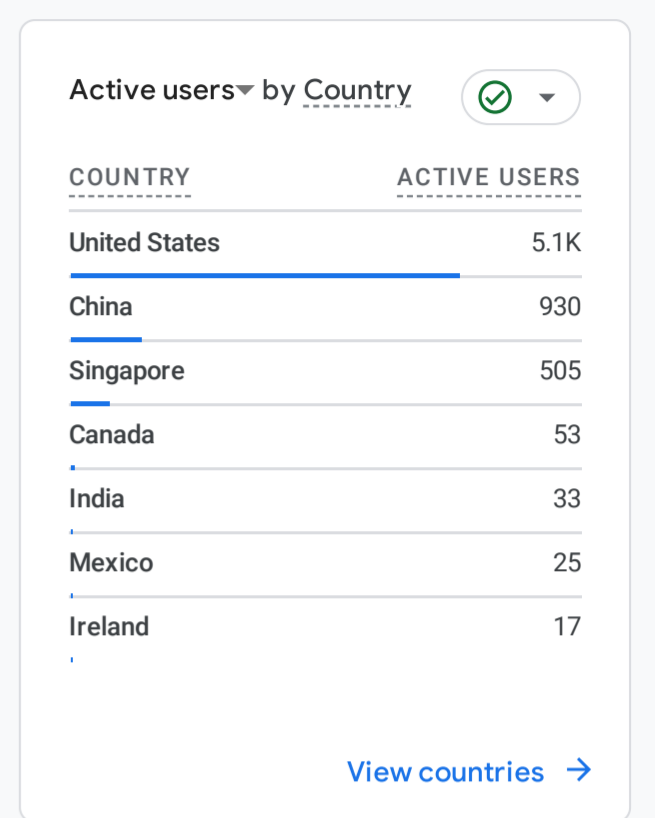 Active users by Country
COUNTRY ACTIVE USERS
United States 5.1K
China 930
Singapore 505
Canada 53
India 33
Mexico 25
Ireland 17
View countries